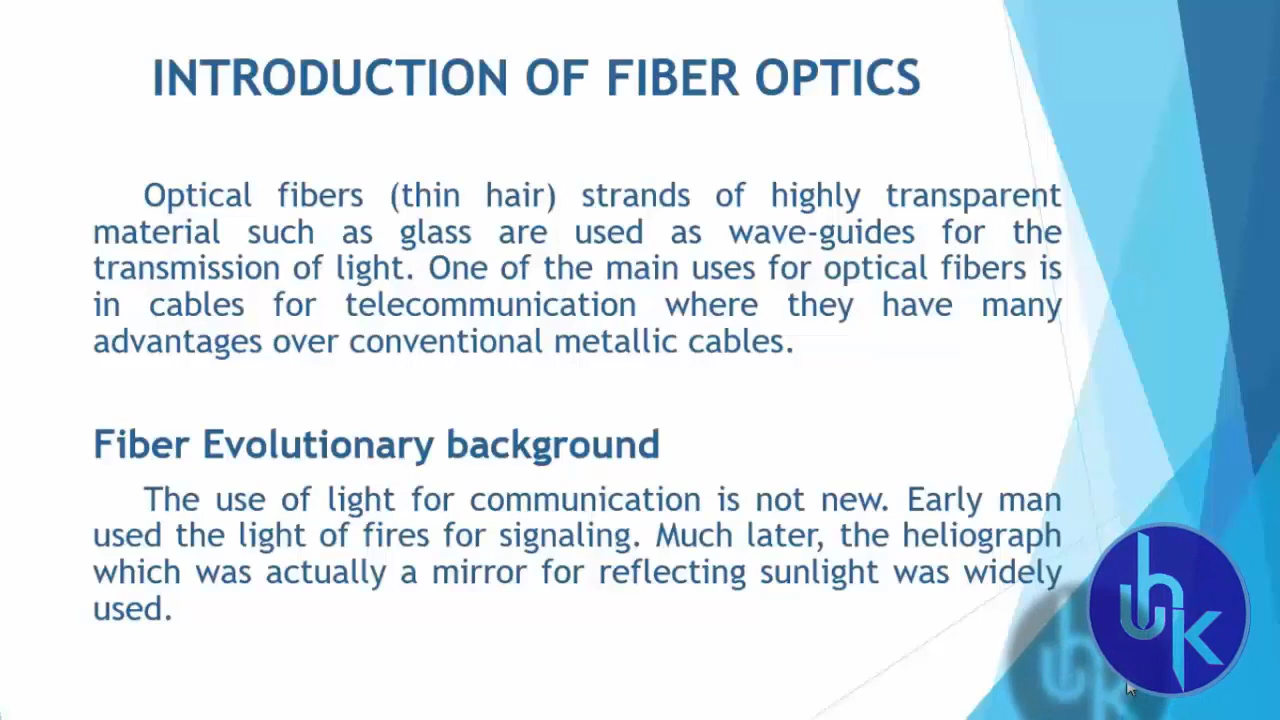 INTRODUCTION OF FIBER OPTICS
Optical fibers (thin hair) strands of highly transparent
material such as glass are used as wave-guides for the
transmission of light. One of the main uses for optical fibers is
in cables for telecommunication where they have many
advantages over conventional metallic cables.
Fiber Evolutionary background
The use of light for communication is not new. Early man
used the light of fires for signaling. Much later, the heliograph
which was actually a mirror for reflecting sunlight was widely
used.